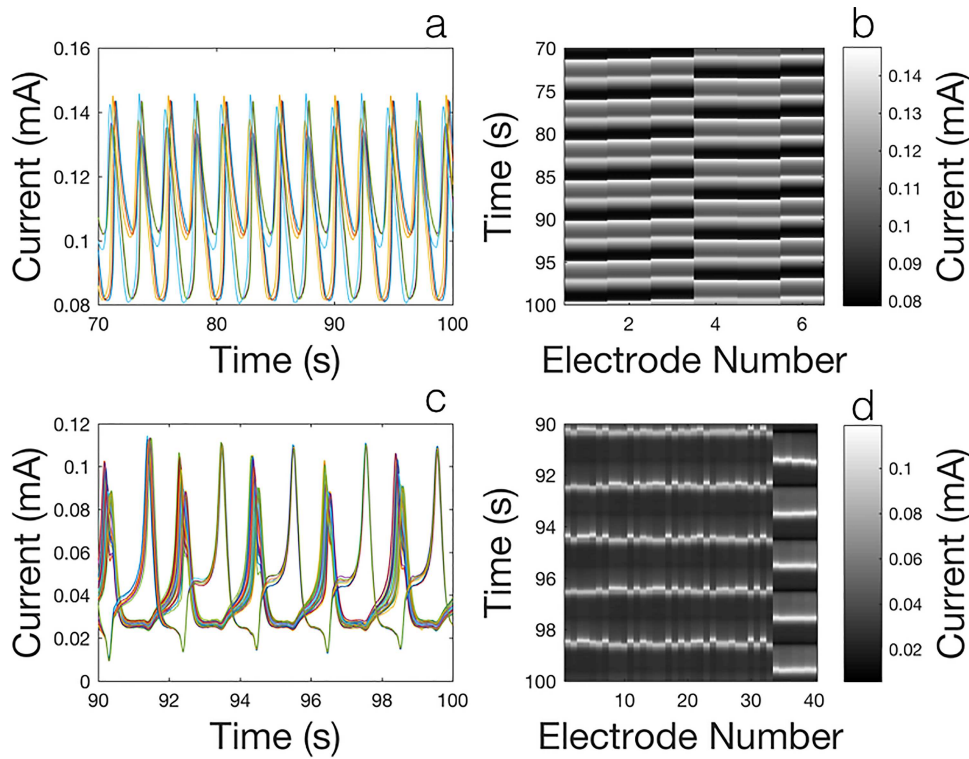 a
0.16
0.14
0.12
0.1
0.08
Current (mA)
70 80 90 100
Time (s)
b
70
75
80
85
90
95
100
Time (s)
2 4 6
Electrode Number
0.14
0.13
0.12
0.11
0.1
0.09
0.08
Current (mA)
c
0.12
0.1
0.08
0.06
0.04
0.02
0
Current (mA)
90 92 94 96 98 100
Time (s)
d
90
92
94
96
98
100
Time (s)
10 20 30 40
Electrode Number
0.1
0.08
0.06
0.04
0.02
Current (mA)